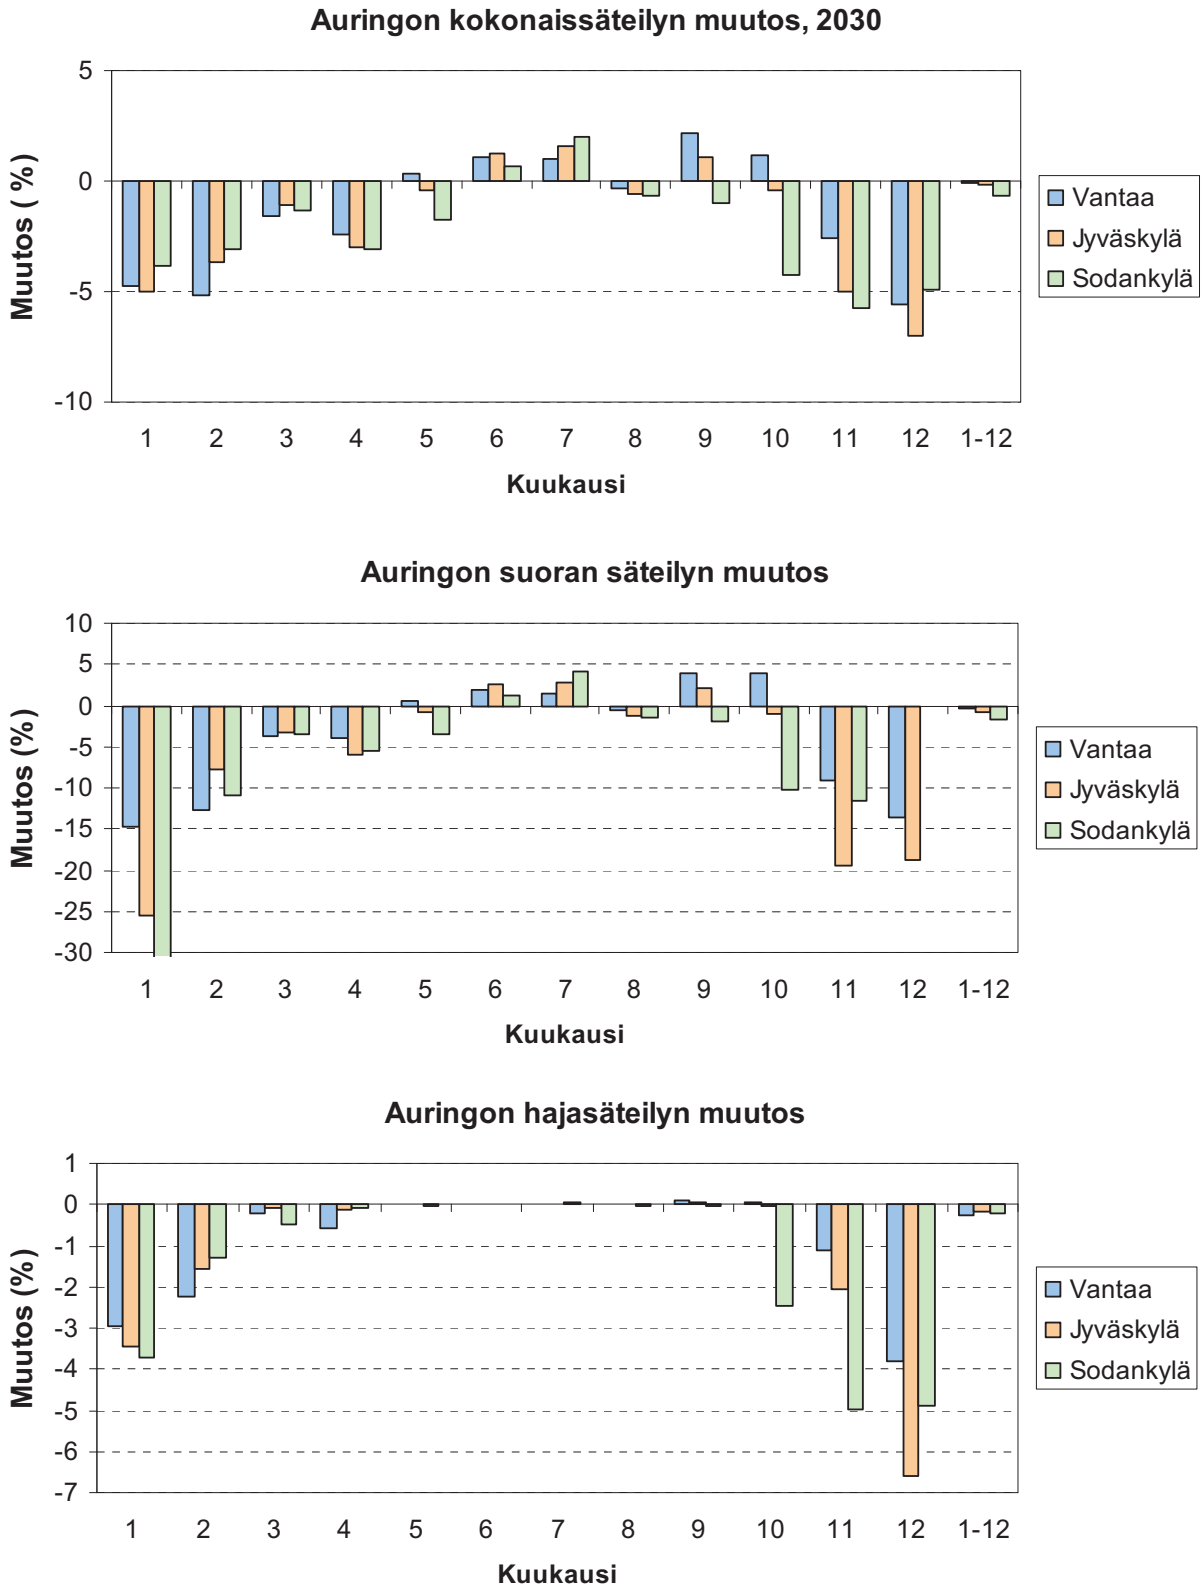 Auringon kokonaissäteilyn muutos, 2030
5
0
-5
-10
Muutos ( %)
1 2 3 4 5 6 7 8 9 10 11 12 1-12
Kuukausi
Vantaa
Jyväskylä
Sodankylä
Auringon suoran säteilyn muutos
10
5
0
-5
-10
-15
-20
-25
-30
Muutos (%)
1 2 3 4 5 6 7 8 9 10 11 12 1-12
Kuukausi
Vantaa
Jyväskylä
Sodankylä
Auringon hajasäteilyn muutos
1
0
-1
-2
-3
-4
-5
-6
-7
Muutos (%)
1 2 3 4 5 6 7 8 9 10 11 12 1-12
Kuukausi
Vantaa
Jyväskylä
Sodankylä